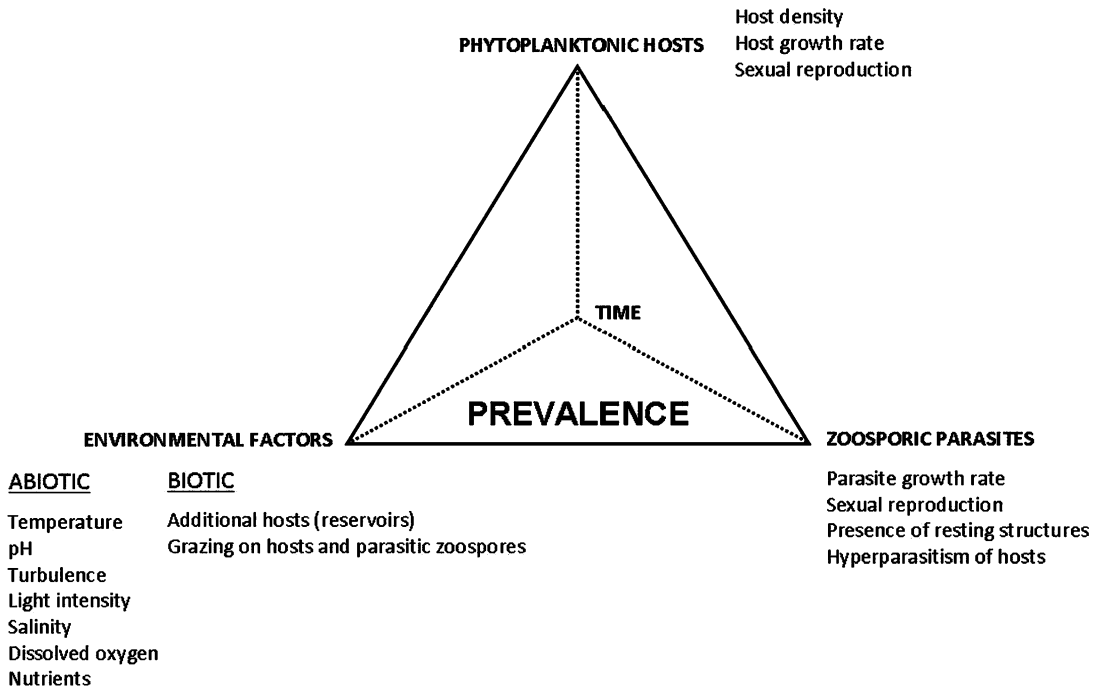 PHYTOPLANKTONIC HOSTS
Host density
Host growth rate
Sexual reproduction
TIME
PREVALENCE
ENVIRONMENTAL FACTORS
ABIOTIC
Temperature
pH
Turbulence
Light intensity
Salinity
Dissolved oxygen
Nutrients
BIOTIC
Additional hosts (reservoirs)
Grazing on hosts and parasitic zoospores
ZOOSPORIC PARASITES
Parasite growth rate
Sexual reproduction
Presence of resting structures
Hyperparasitism of hosts